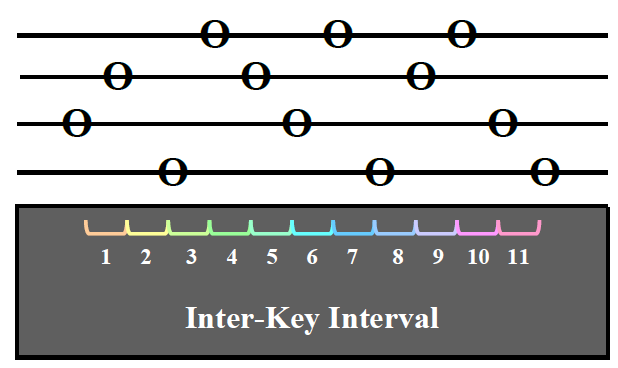 O O O
O O O
O O O
O O O
1 2 3 4 5 6 7 8 9 10 11
Inter-Key Interval